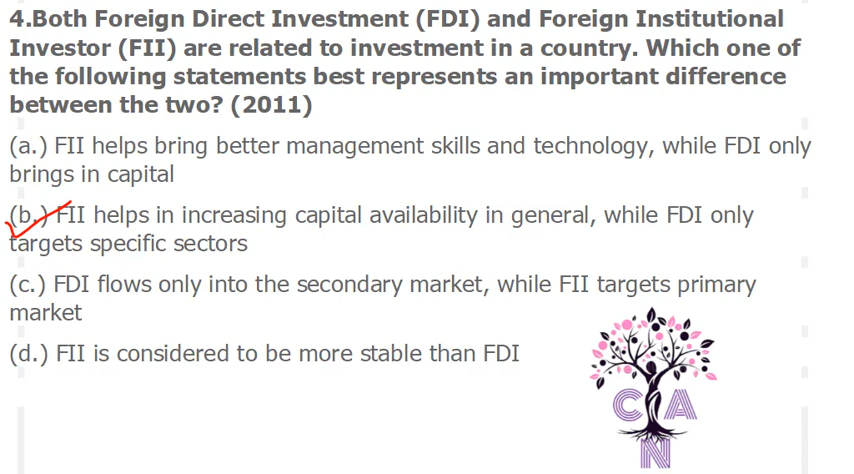 4.Both Foreign Direct Investment (FDI) and Foreign Institutional
Investor (FII) are related to investment in a country. Which one of
the following statements best represents an important difference
between the two? (2011)
(a.) FII helps bring better management skills and technology, while FDI only
brings in capital
(b.) FII helps in increasing capital availability in general, while FDI only
targets specific sectors
(c.) FDI flows only into the secondary market, while FII targets primary
market
(d.) FII is considered to be more stable than FDI
C A
N